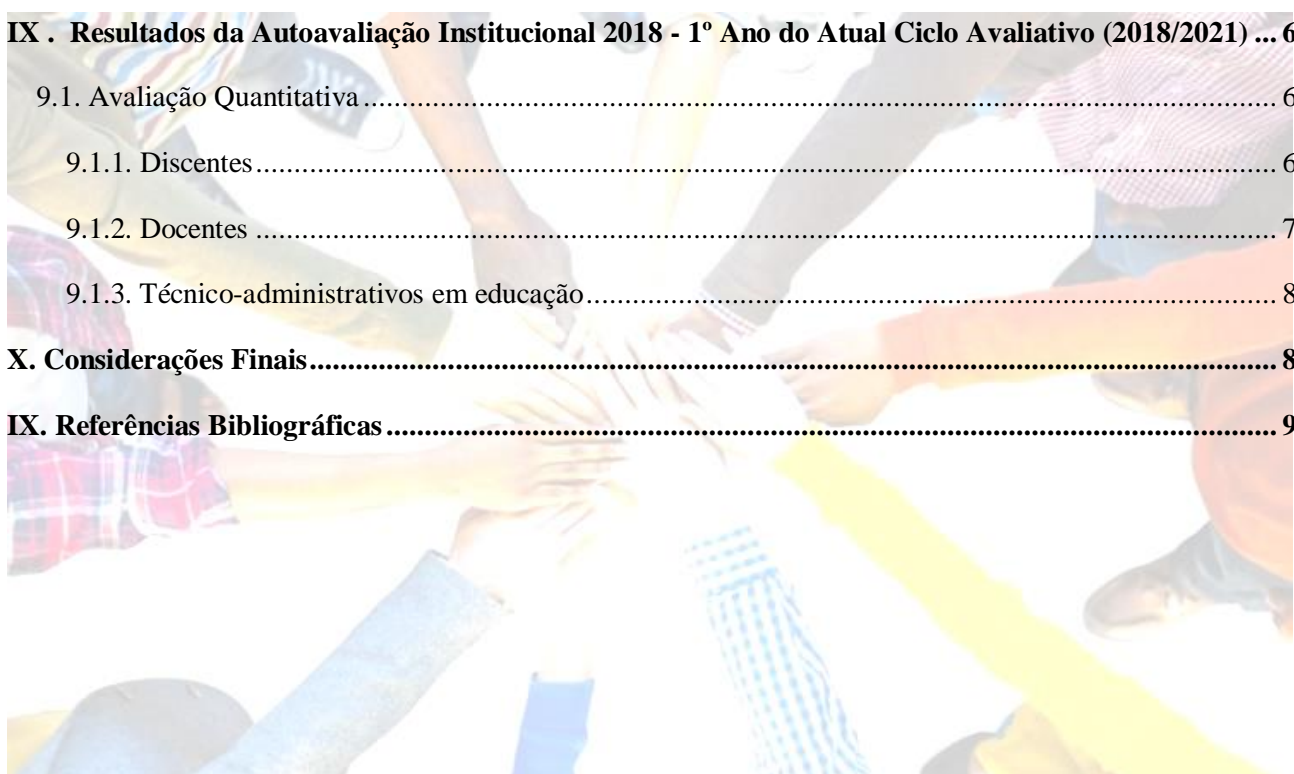 IX .  Resultados da Autoavaliação Institucional 2018 - 1º Ano do Atual Ciclo Avaliativo (2018/2021) ... 6
9.1. Avaliação Quantitativa ........................................................ 6
9.1.1. Discentes ........................................................ 6
9.1.2. Docentes ........................................................ 7
9.1.3. Técnico-administrativos em educação ........................................................ 8
X. Considerações Finais ........................................................ 8
IX. Referências Bibliográficas ........................................................ 9